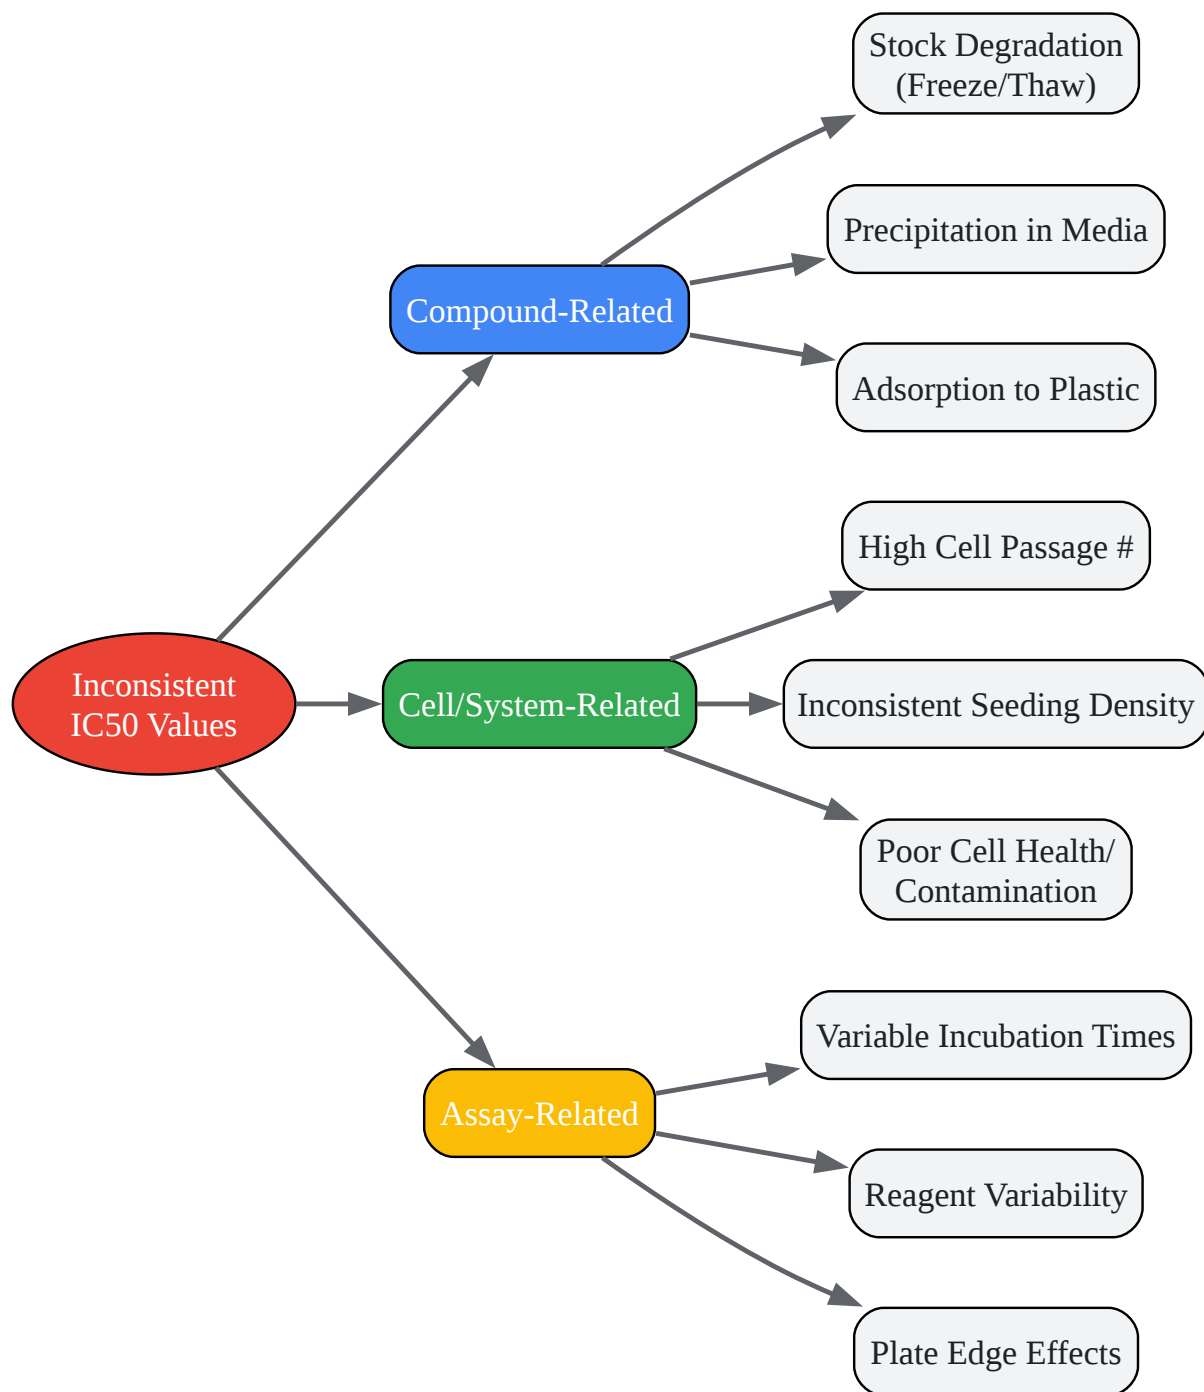 Stock Degradation
(Freeze/Thaw)
Precipitation in Media
Compound-Related
Adsorption to Plastic
High Cell Passage #
Inconsistent
IC50 Values
Cell/System-Related
Inconsistent Seeding Density
Poor Cell Health/
Contamination
Variable Incubation Times
Assay-Related
Reagent Variability
Plate Edge Effects